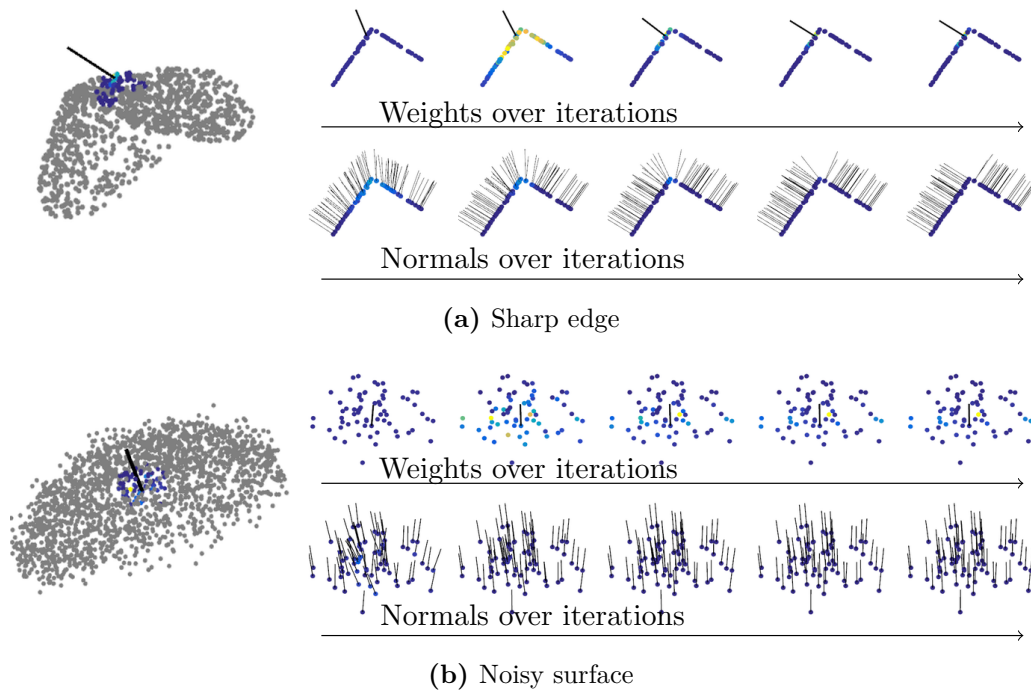 Weights over iterations
Normals over iterations
(a) Sharp edge
Weights over iterations
Normals over iterations
(b) Noisy surface